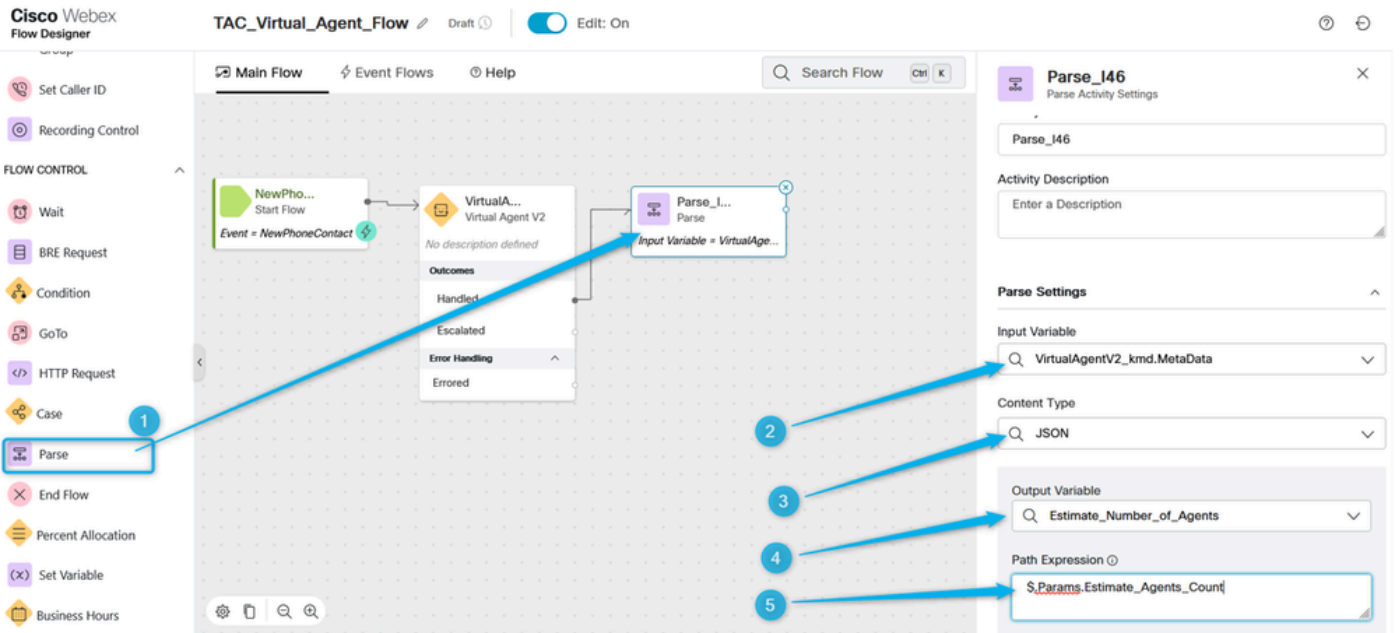 Cisco Webex
Flow Designer
TAC_Virtual_Agent_Flow
Draft
Edit: On
Group
Set Caller ID
Recording Control
FLOW CONTROL
Wait
BRE Request
Condition
GoTo
HTTP Request
Case
Parse
End Flow
Percent Allocation
Set Variable
Business Hours
1
Main Flow
Event Flows
Help
Search Flow
Ctrl K
NewPho...
Start Flow
Event = NewPhoneContact
VirtualA...
Virtual Agent V2
No description defined
Outcomes
Handled
Escalated
Error Handling
Errored
Parse_I...
Parse
Input Variable = VirtualAge...
2
3
4
5
Parse_I46
Parse Activity Settings
Parse_I46
Activity Description
Enter a Description
Parse Settings
Input Variable
VirtualAgentV2_kmd.MetaData
Content Type
JSON
Output Variable
Estimate_Number_of_Agents
Path Expression
$.Params.Estimate_Agents_Count